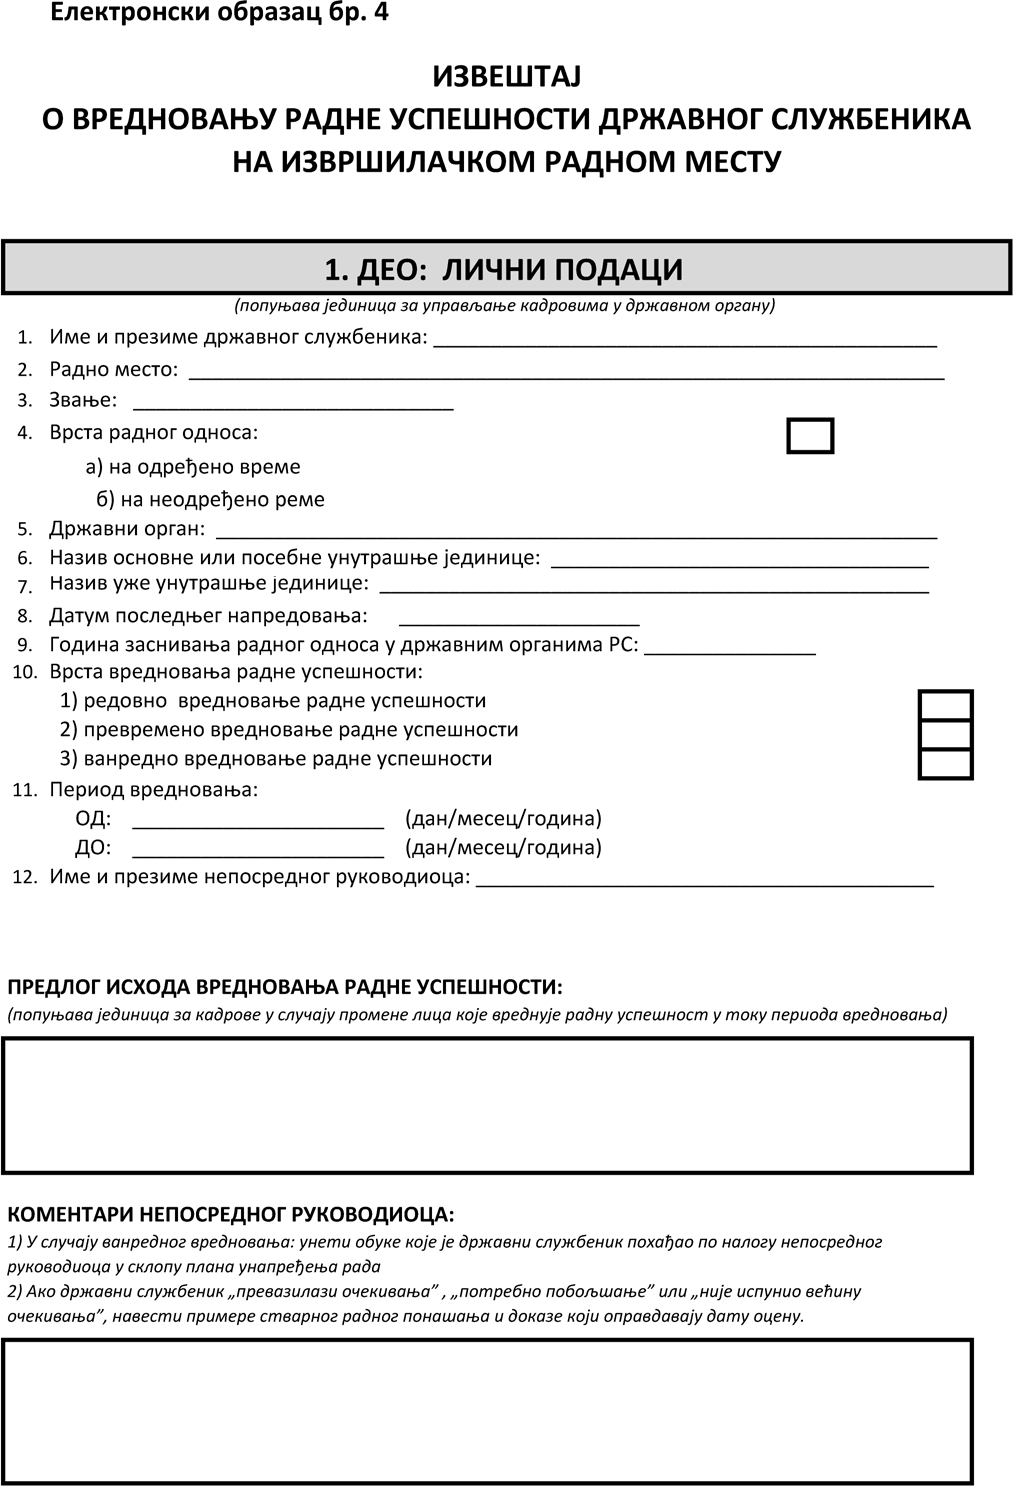 Електронски образац бр. 4
ИЗВЕШТАЈ
О ВРЕДНОВАЊУ РАДНЕ УСПЕШНОСТИ ДРЖАВНОГ СЛУЖБЕНИКА
НА ИЗВРШИЛАЧКОМ РАДНОМ МЕСТУ
1. ДЕО: ЛИЧНИ ПОДАЦИ
(попуњава јединица за управљање кадровима у државном органу)
1. Име и презиме државног службеника: ____________________________________________
2. Радно место: __________________________________________________________________
3. Звање: ____________________________
4. Врста радног односа:
а) на одређено време
б) на неодређено реме
5. Државни орган: _______________________________________________________________
6. Назив основне или посебне унутрашње јединице: _________________________________
7. Назив уже унутрашње јединице: ________________________________________________
8. Датум последњег напредовања: _____________________
9. Година заснивања радног односа у државним органима РС: _______________
10. Врста вредновања радне успешности:
1) редовно вредновање радне успешности
2) превремено вредновање радне успешности
3) ванредно вредновање радне успешности
11. Период вредновања:
ОД: ______________________ (дан/месец/година)
ДО: ______________________ (дан/месец/година)
12. Име и презиме непосредног руководиоца: ________________________________________
ПРЕДЛОГ ИСХОДА ВРЕДНОВАЊА РАДНЕ УСПЕШНОСТИ:
(попуњава јединица за кадрове у случају промене лица које вреднује радну успешност у току периода вредновања)
КОМЕНТАРИ НЕПОСРЕДНОГ РУКОВОДИОЦА:
1) У случају ванредног вредновања: унети обуке које је државни службеник похађао по налогу непосредног
руководиоца у склопу плана унапређења рада
2) Ако државни службеник „превазилази очекивања” , „потребно побољшање” или „није испунио већину
очекивања”, навести примере стварног радног понашања и доказе који оправдавају дату оцену.